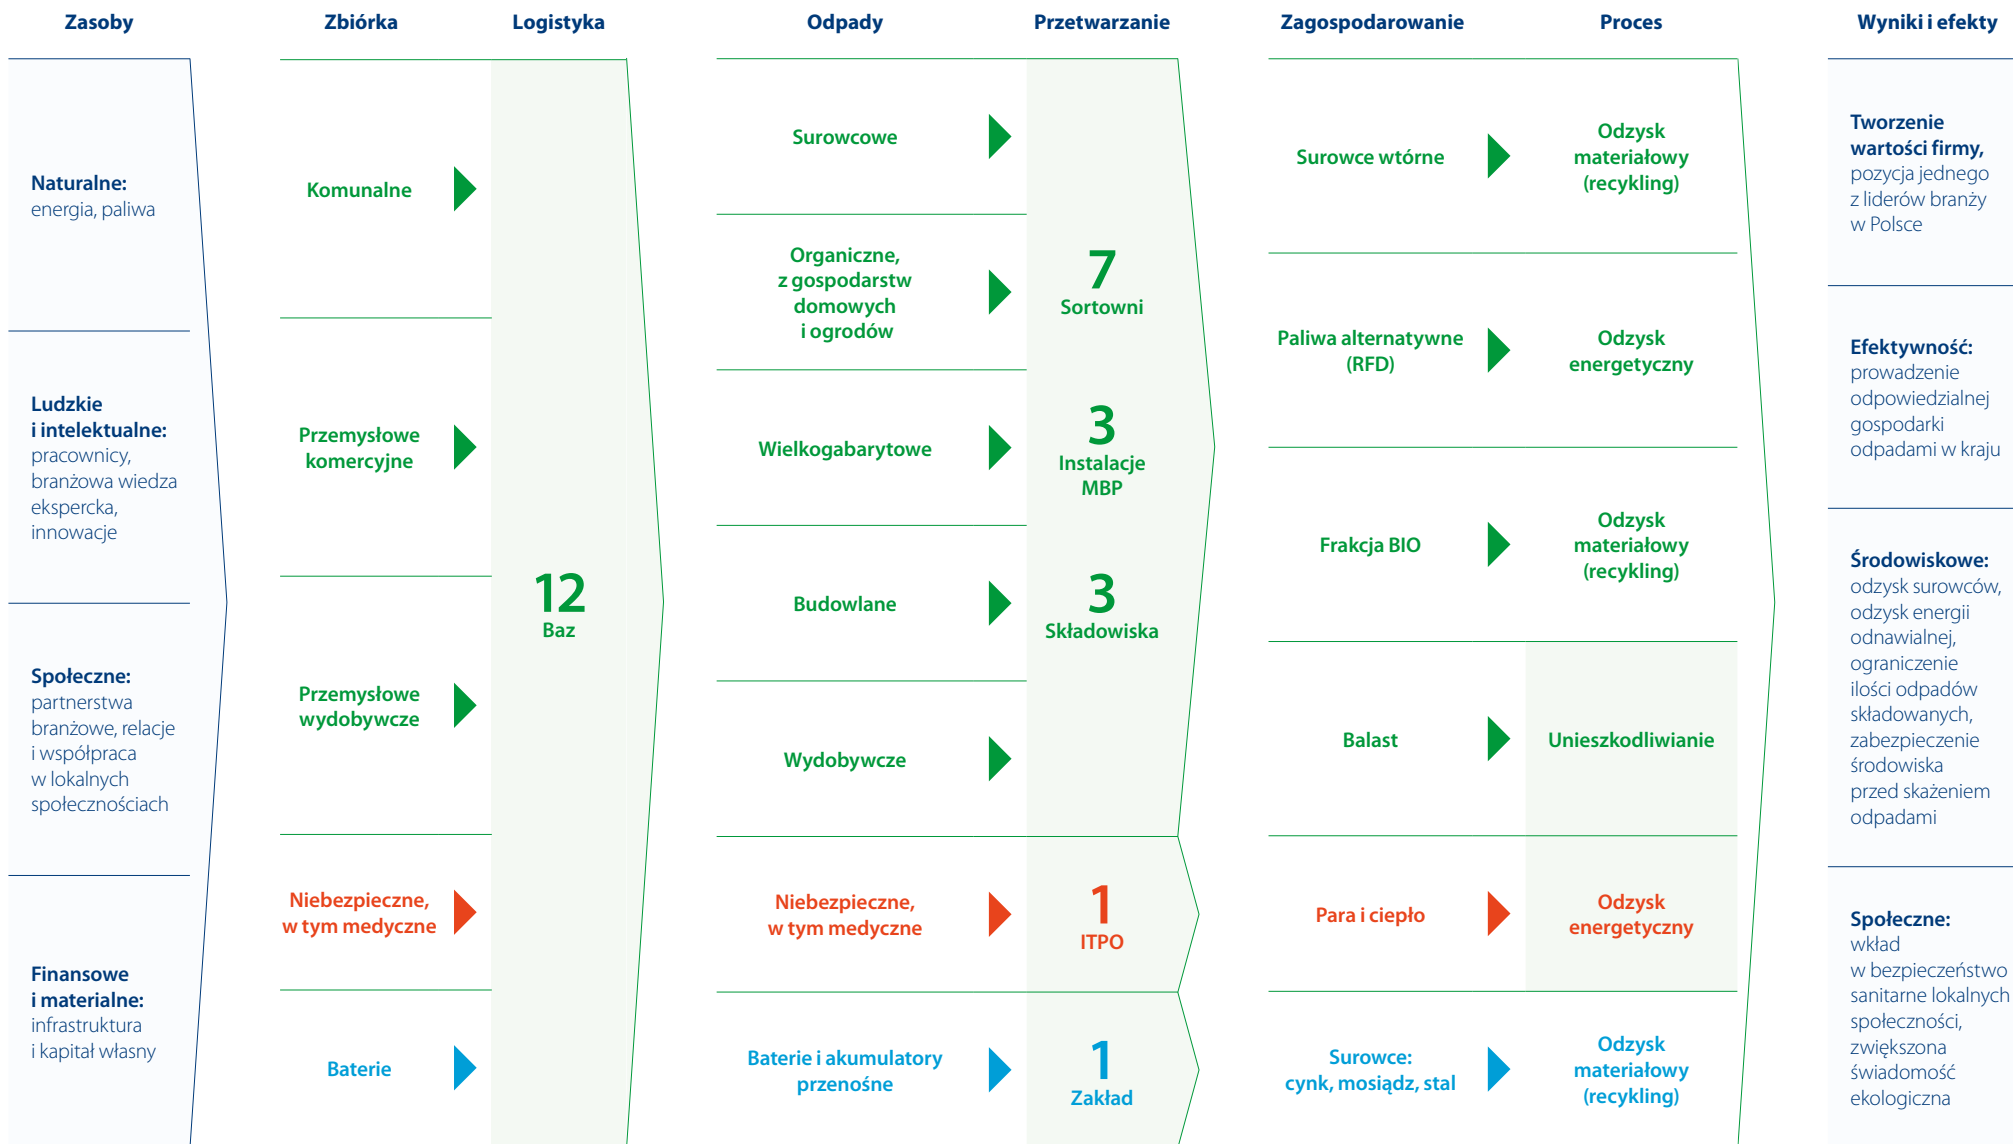 Zasoby
Zbiórka
Logistyka
Odpady
Przetwarzanie
Zagospodarowanie
Proces
Wyniki i efekty
Naturalne:
energia, paliwa
Ludzkie
i intelektualne:
pracownicy,
branżowa wiedza
ekspercka,
innowacje
Społeczne:
partnerstwa
branżowe, relacje
i współpraca
w lokalnych
społecznościach
Finansowe
i materialne:
infrastruktura
i kapitał własny
Komunalne
Przemysłowe
komercyjne
Przemysłowe
wydobywcze
Niebezpieczne,
w tym medyczne
Baterie
12
Baz
Surowcowe
Organiczne,
z gospodarstw
domowych
i ogrodów
Wielkogabarytowe
Budowlane
Wydobywcze
Niebezpieczne,
w tym medyczne
Baterie i akumulatory
przenośne
7
Sortowni
3
Instalacje
MBP
3
Składowiska
1
ITPO
1
Zakład
Surowce wtórne
Paliwa alternatywne
(RFD)
Frakcja BIO
Balast
Para i ciepło
Surowce:
cynk, mosiądz, stal
Odzysk
materiałowy
(recykling)
Odzysk
energetyczny
Odzysk
materiałowy
(recykling)
Unieszkodliwianie
Odzysk
energetyczny
Odzysk
materiałowy
(recykling)
Tworzenie
wartości firmy,
pozycja jednego
z liderów branży
w Polsce
Efektywność:
prowadzenie
odpowiedzialnej
gospodarki
odpadami w kraju
Środowiskowe:
odzysk surowców,
odzysk energii
odnawialnej,
ograniczenie
ilości odpadów
składowanych,
zabezpieczenie
środowiska
przed skażeniem
odpadami
Społeczne:
wkład
w bezpieczeństwo
sanitarne lokalnych
społeczności,
zwiększona
świadomość
ekologiczna